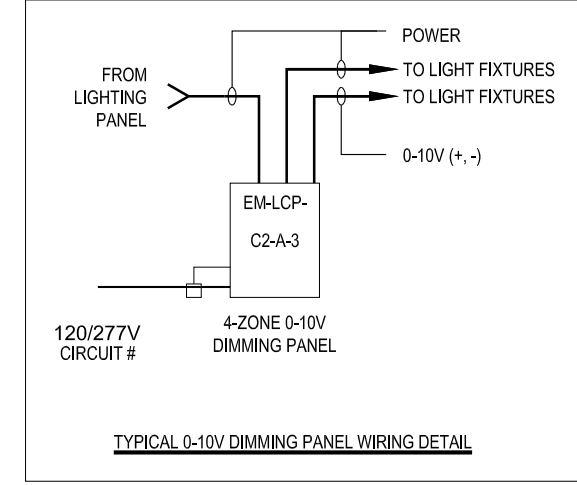 POWER
FROM
LIGHTING
PANEL
TO LIGHT FIXTURES
TO LIGHT FIXTURES
0-10V (+, -)
EM-LCP-
C2-A-3
120/277V
CIRCUIT #
4-ZONE 0-10V
DIMMING PANEL
TYPICAL 0-10V DIMMING PANEL WIRING DETAIL